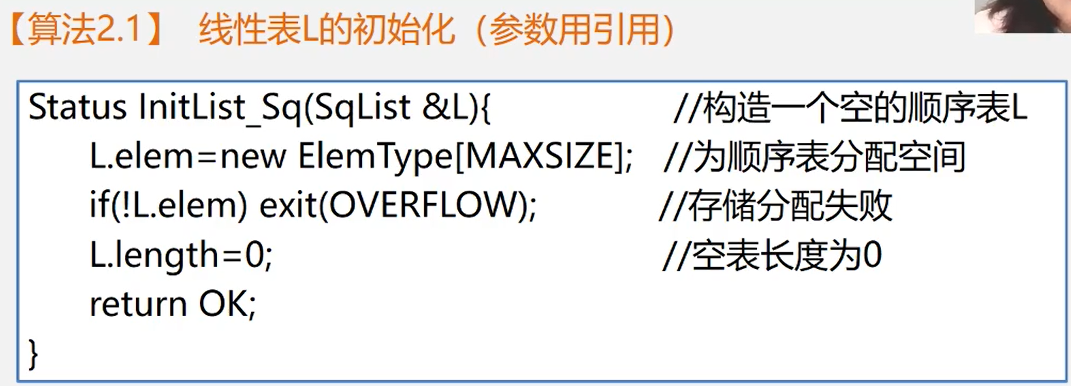 【算法2.1】 线性表L的初始化（参数用引用）
Status InitList_Sq(SqList &L){ //构造一个空的顺序表L
L.elem=new ElemType[MAXSIZE]; //为顺序表分配空间
if(!L.elem) exit(OVERFLOW); //存储分配失败
L.length=0; //空表长度为0
return OK;
}